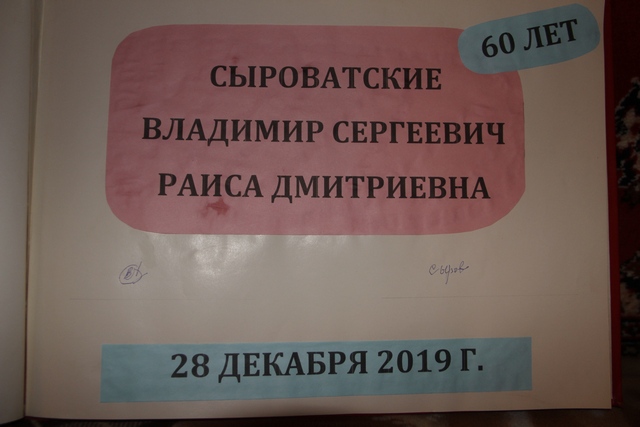 60 ЛЕТ
СЫРОВАТСКИЕ
ВЛАДИМИР СЕРГЕЕВИЧ
РАИСА ДМИТРИЕВНА
28 ДЕКАБРЯ 2019 Г.